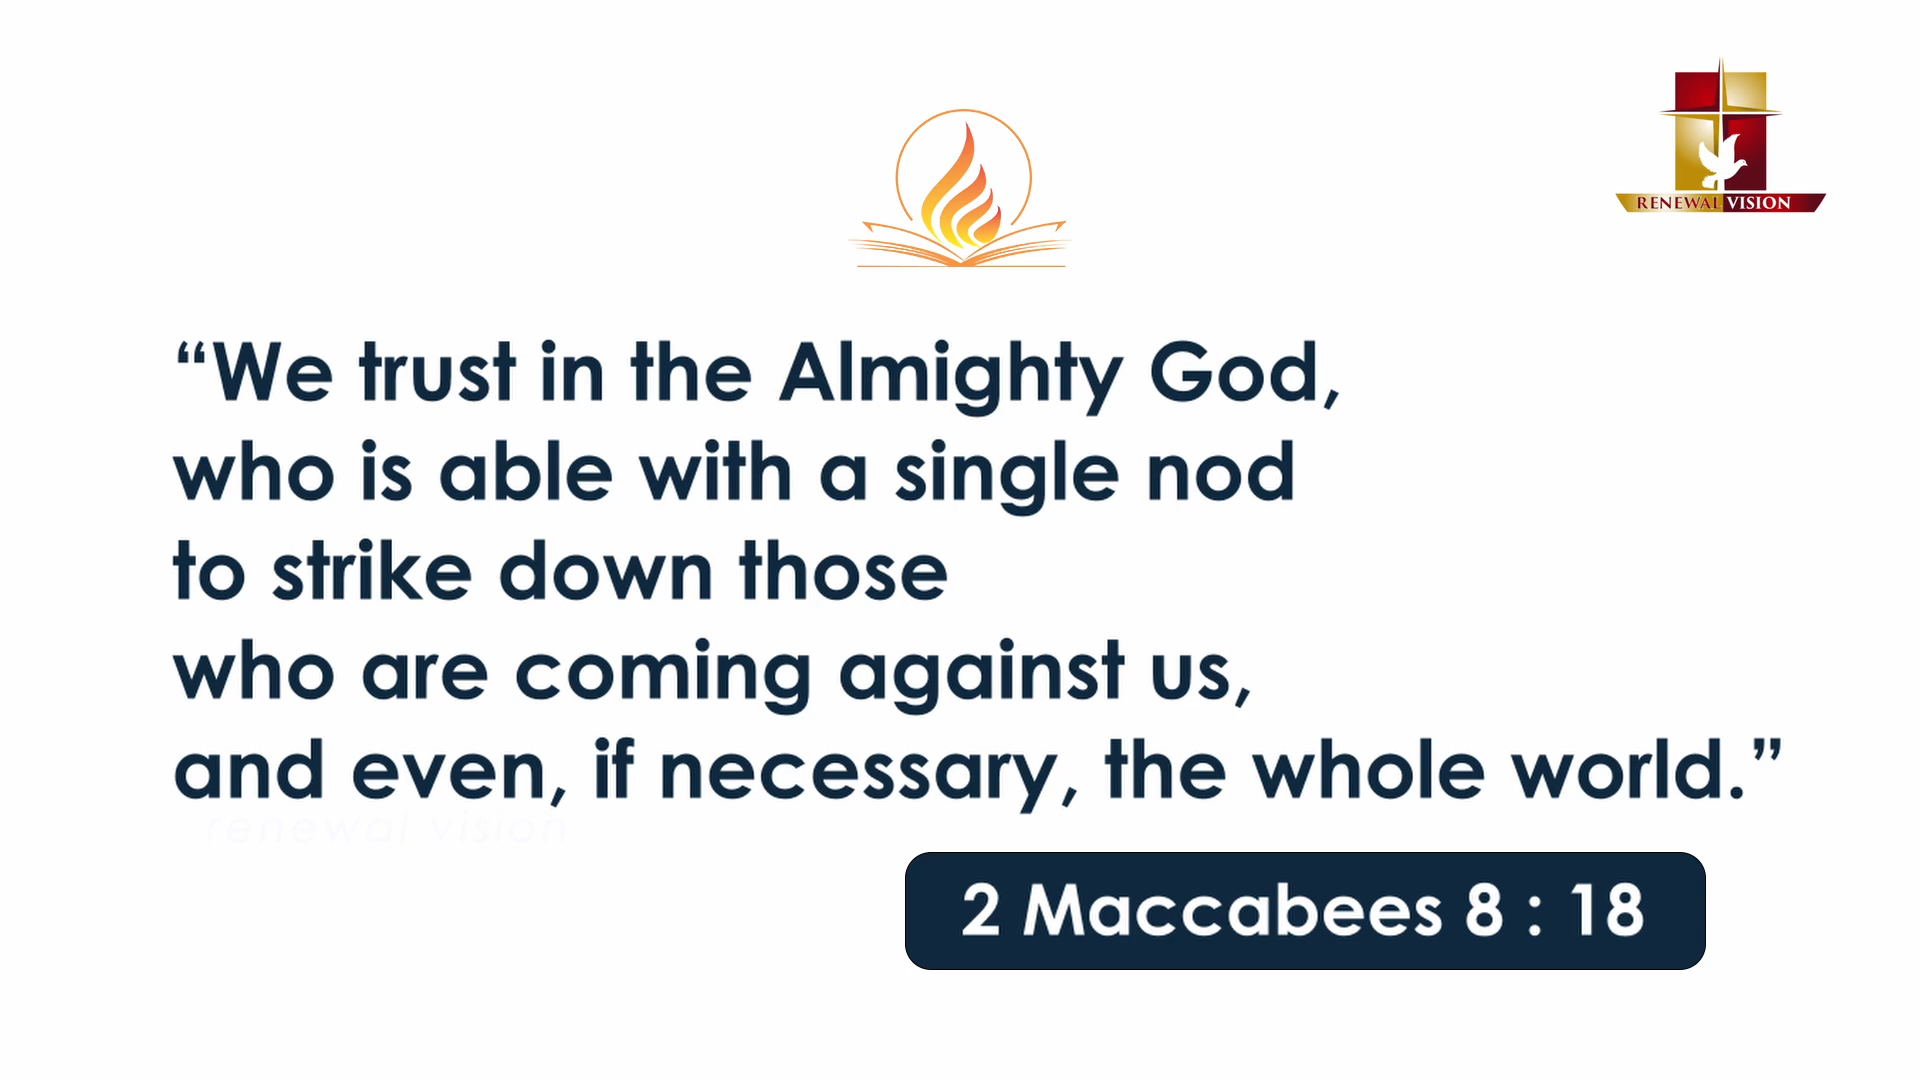 RENEWAL VISION
“We trust in the Almighty God,
who is able with a single nod
to strike down those
who are coming against us,
and even, if necessary, the whole world.”
renewal vision
2 Maccabees 8 : 18